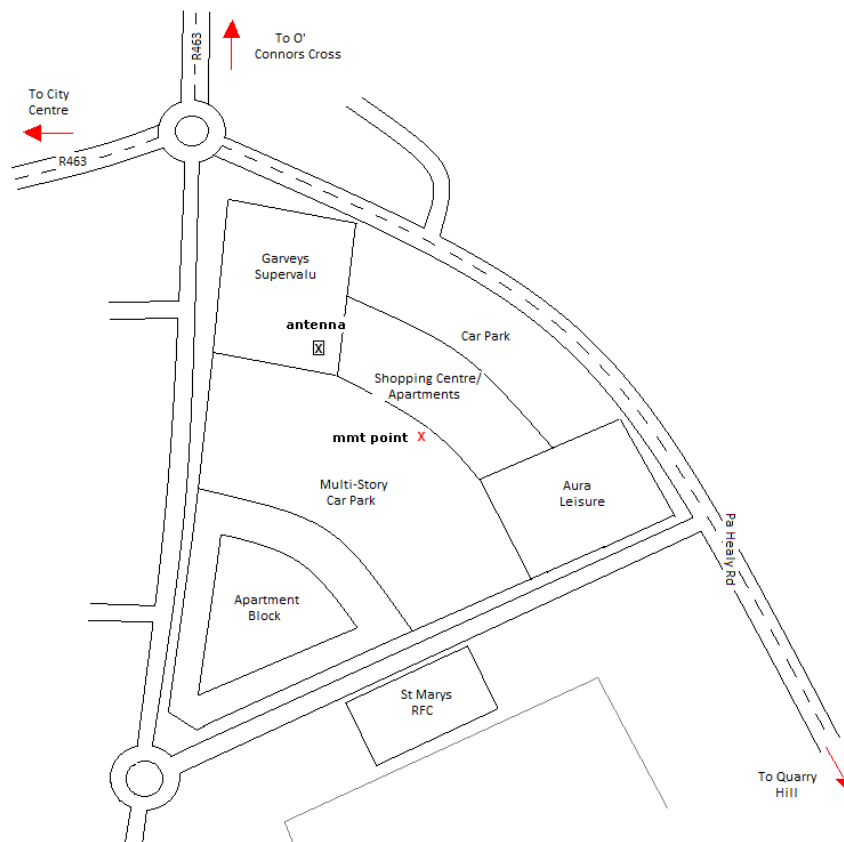 To O'
Connors Cross
R463
To City
Centre
R463
Garveys
Supervalu
antenna
X
Car Park
Shopping Centre/
Apartments
mmt point X
Multi-Story
Car Park
Aura
Leisure
Pa Healy Rd
Apartment
Block
St Marys
RFC
To Quarry
Hill